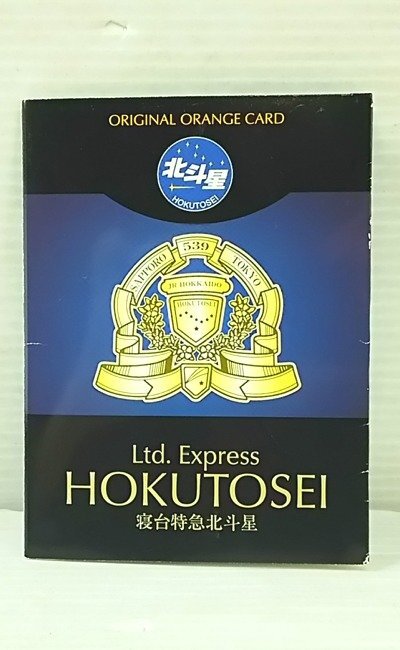 ORIGINAL ORANGE CARD
北斗星
HOKUTOSEI
539
SAPPORO
TOKYO
JR HOKKAIDO
HOKUTOSEI
Ltd. Express
HOKUTOSEI
寝台特急北斗星